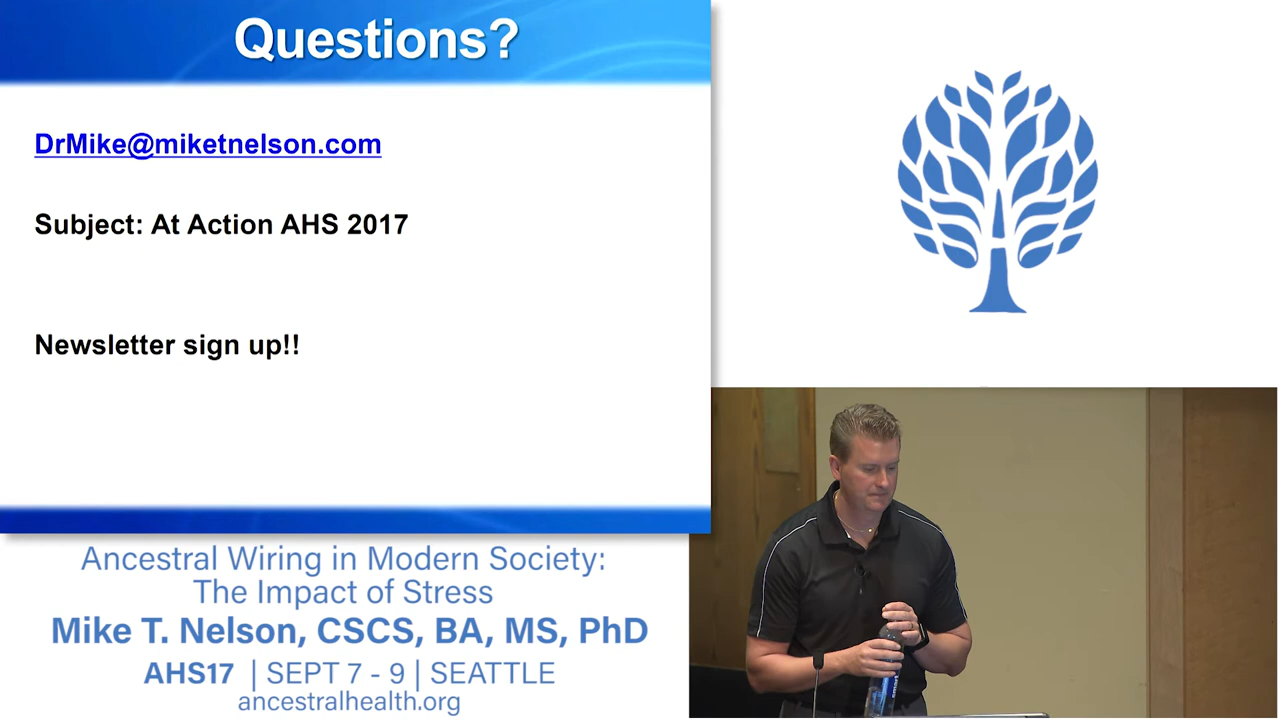 Questions?
DrMike@miketnelson.com
Subject: At Action AHS 2017
Newsletter sign up!!
Ancestral Wiring in Modern Society:
The Impact of Stress
Mike T. Nelson, CSCS, BA, MS, PhD
AHS17 | SEPT 7 - 9 | SEATTLE
ancestralhealth.org
smart